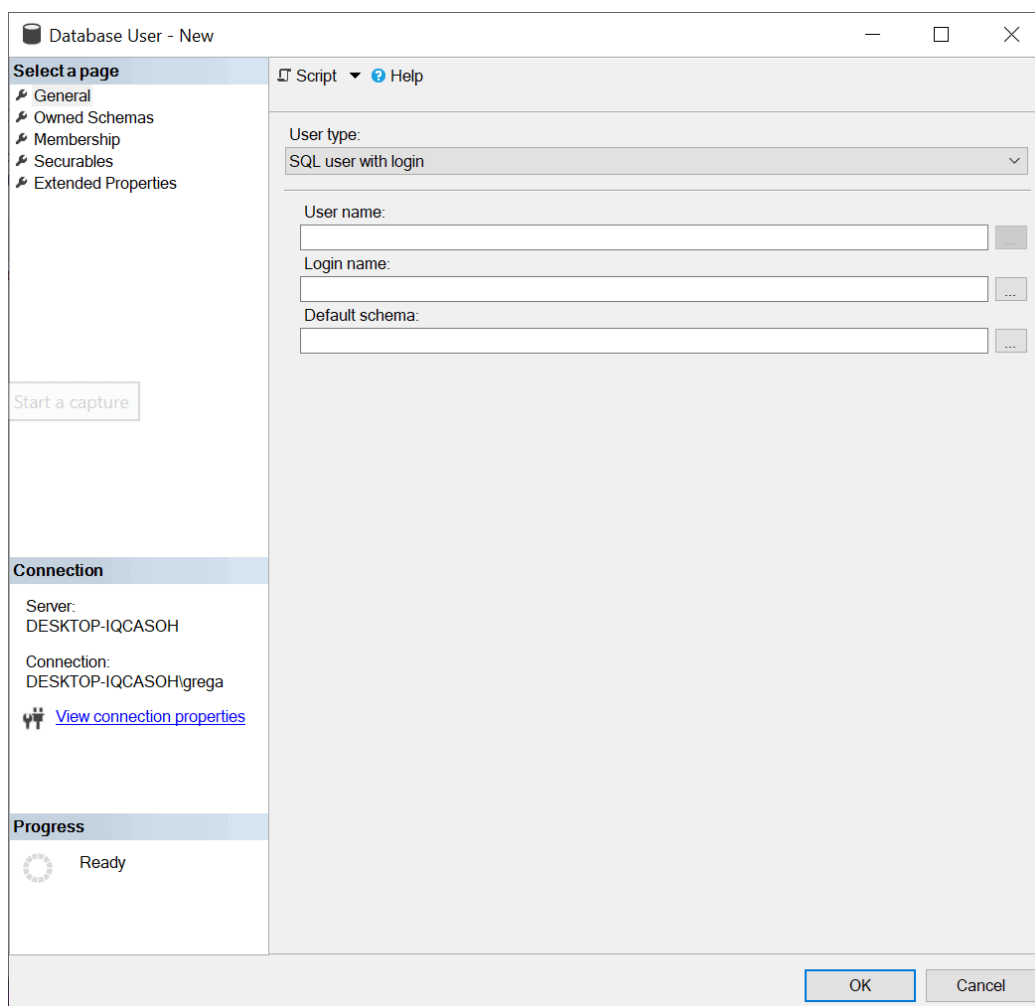 Database User - New
Select a page
General
Owned Schemas
Membership
Securables
Extended Properties
Start a capture
Connection
Server:
DESKTOP-IQCASOH
Connection:
DESKTOP-IQCASOH\grega
View connection properties
Progress
Ready
Script
Help
User type:
SQL user with login
User name:
...
Login name:
...
Default schema:
...
OK
Cancel